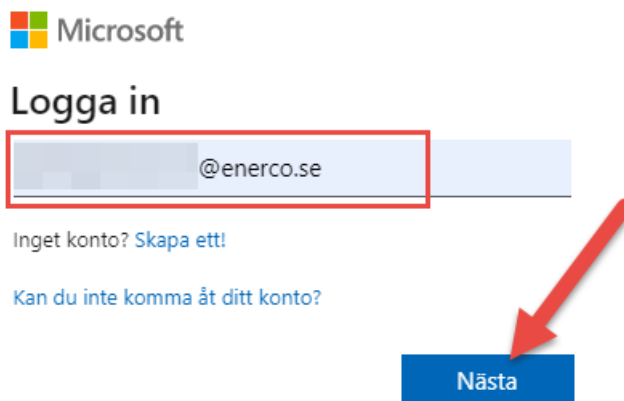 Microsoft
Logga in
@enerco.se
Inget konto? Skapa ett!
Kan du inte komma åt ditt konto?
Nästa